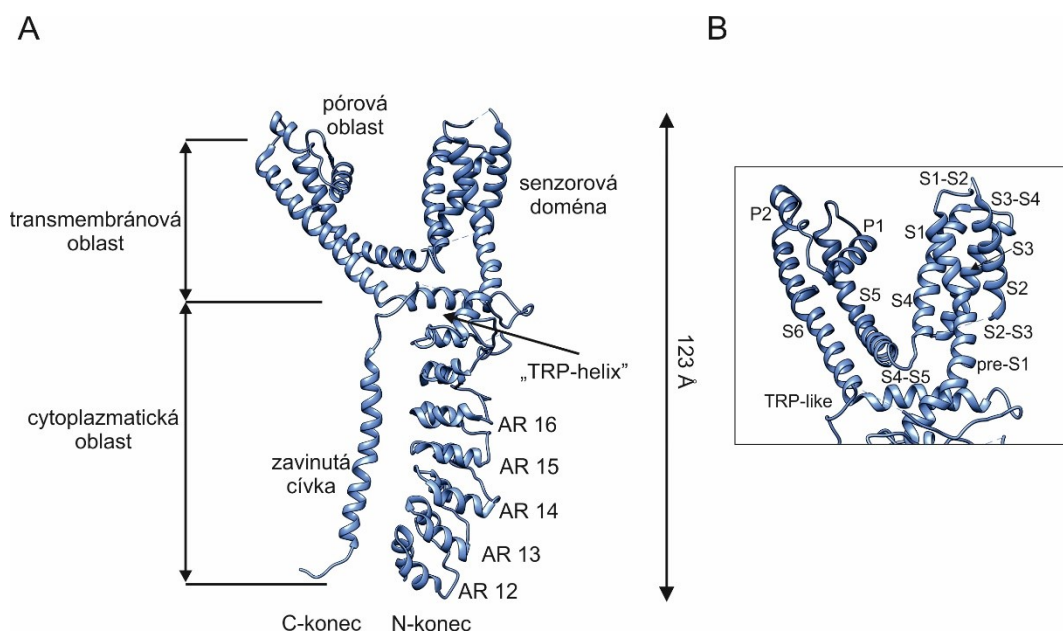 A
pórová
oblast
transmembránová
oblast
senzorová
doména
„TRP-helix”
cytoplazmatická
oblast
zavinutá
cívka
AR 16
AR 15
AR 14
AR 13
AR 12
C-konec
N-konec
123 Å
B
S1-S2
S3-S4
P2
P1
S1
S3
S2
S5
S4
S6
S2-S3
pre-S1
S4-S5
TRP-like